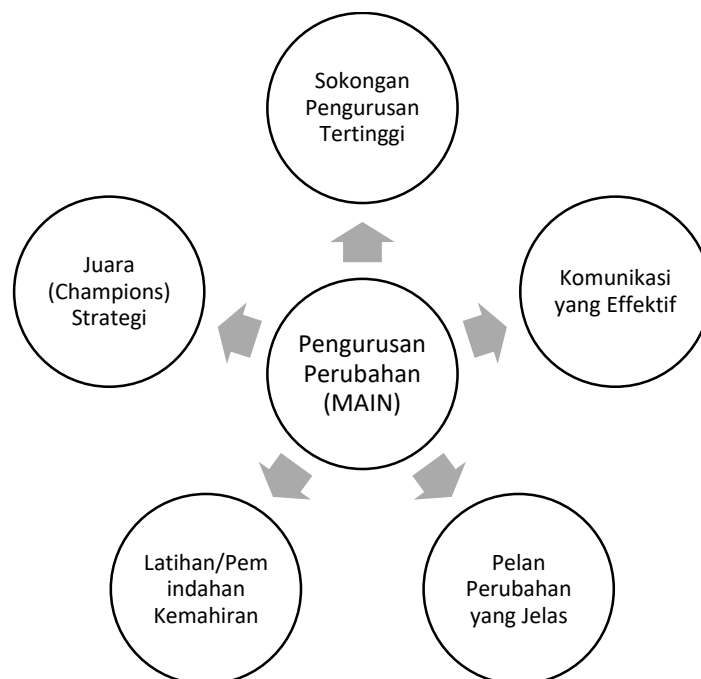 Sokongan
Pengurusan
Tertinggi
Juara
(Champions)
Strategi
Komunikasi
yang Effektif
Pengurusan
Perubahan
(MAIN)
Latihan/Pem
indahan
Kemahiran
Pelan
Perubahan
yang Jelas